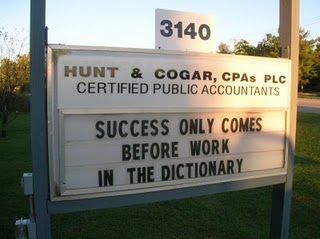 3140
HUNT & COGAR, CPAs PLC
CERTIFIED PUBLIC ACCOUNTANTS
SUCCESS ONLY COMES
BEFORE WORK
IN THE DICTIONARY